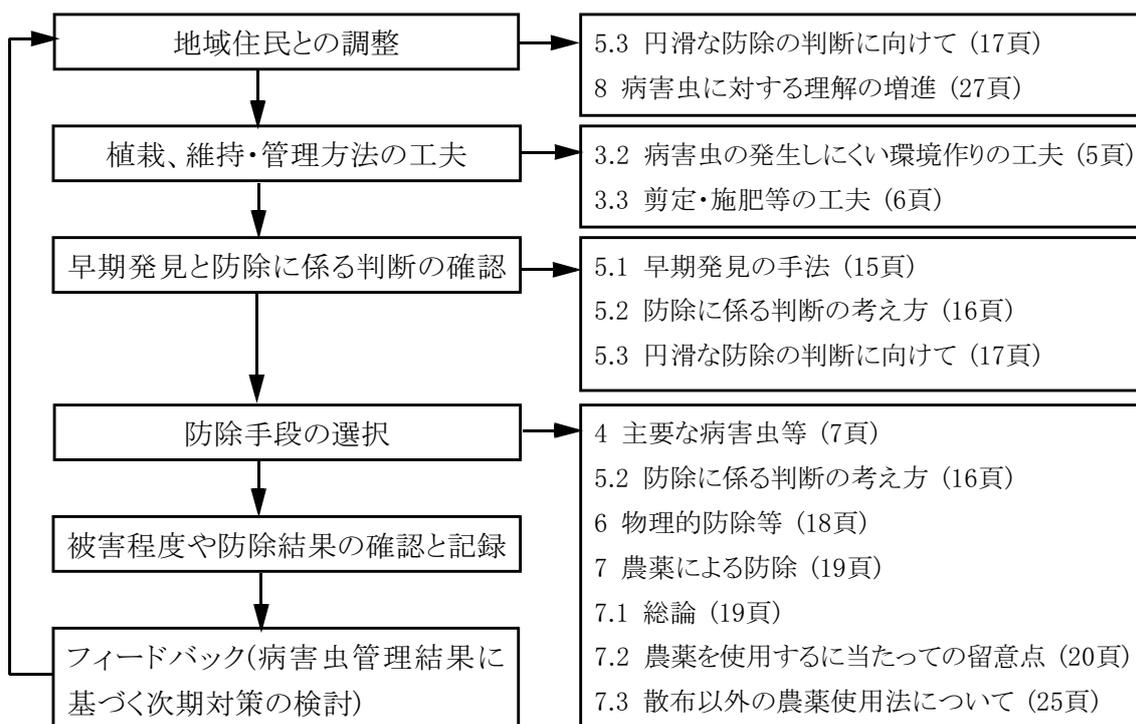 地域住民との調整
5.3 円滑な防除の判断に向けて (17頁)
8 病害虫に対する理解の増進 (27頁)
植栽、維持・管理方法の工夫
3.2 病害虫の発生しにくい環境作りの工夫 (5頁)
3.3 剪定・施肥等の工夫 (6頁)
早期発見と防除に係る判断の確認
5.1 早期発見の手法 (15頁)
5.2 防除に係る判断の考え方 (16頁)
5.3 円滑な防除の判断に向けて (17頁)
防除手段の選択
4 主要な病害虫等 (7頁)
5.2 防除に係る判断の考え方 (16頁)
6 物理的防除等 (18頁)
7 農薬による防除 (19頁)
7.1 総論 (19頁)
7.2 農薬を使用するに当たっての留意点 (20頁)
7.3 散布以外の農薬使用法について (25頁)
被害程度や防除結果の確認と記録
フィードバック(病害虫管理結果に
基づく次期対策の検討)